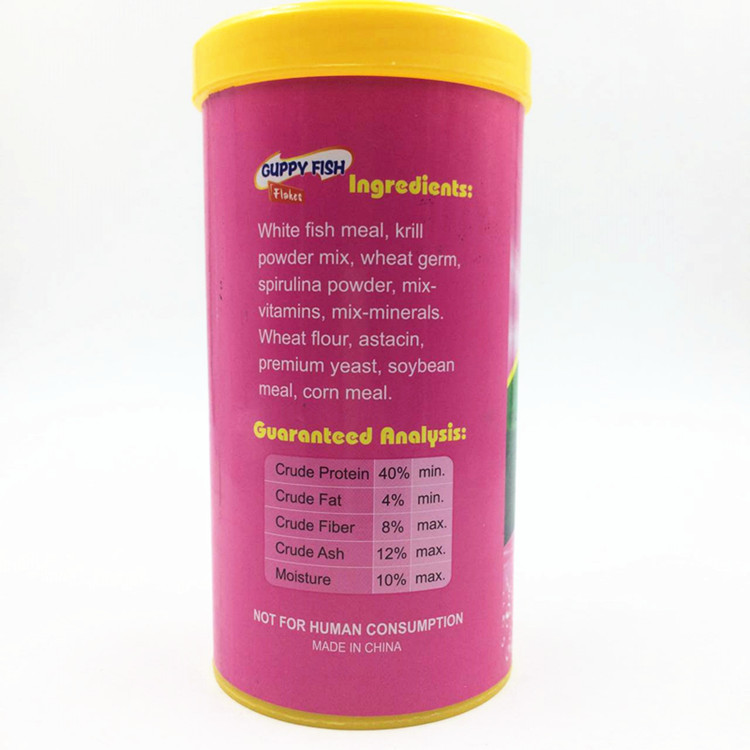 GUPPY FISH
Flakes
Ingredients:
White fish meal, krill
powder mix, wheat germ,
spirulina powder, mix-
vitamins, mix-minerals.
Wheat flour, astacin,
premium yeast, soybean
meal, corn meal.
Guaranteed Analysis:
Crude Protein 40% min.
Crude Fat 4% min.
Crude Fiber 8% max.
Crude Ash 12% max.
Moisture 10% max.
NOT FOR HUMAN CONSUMPTION
MADE IN CHINA